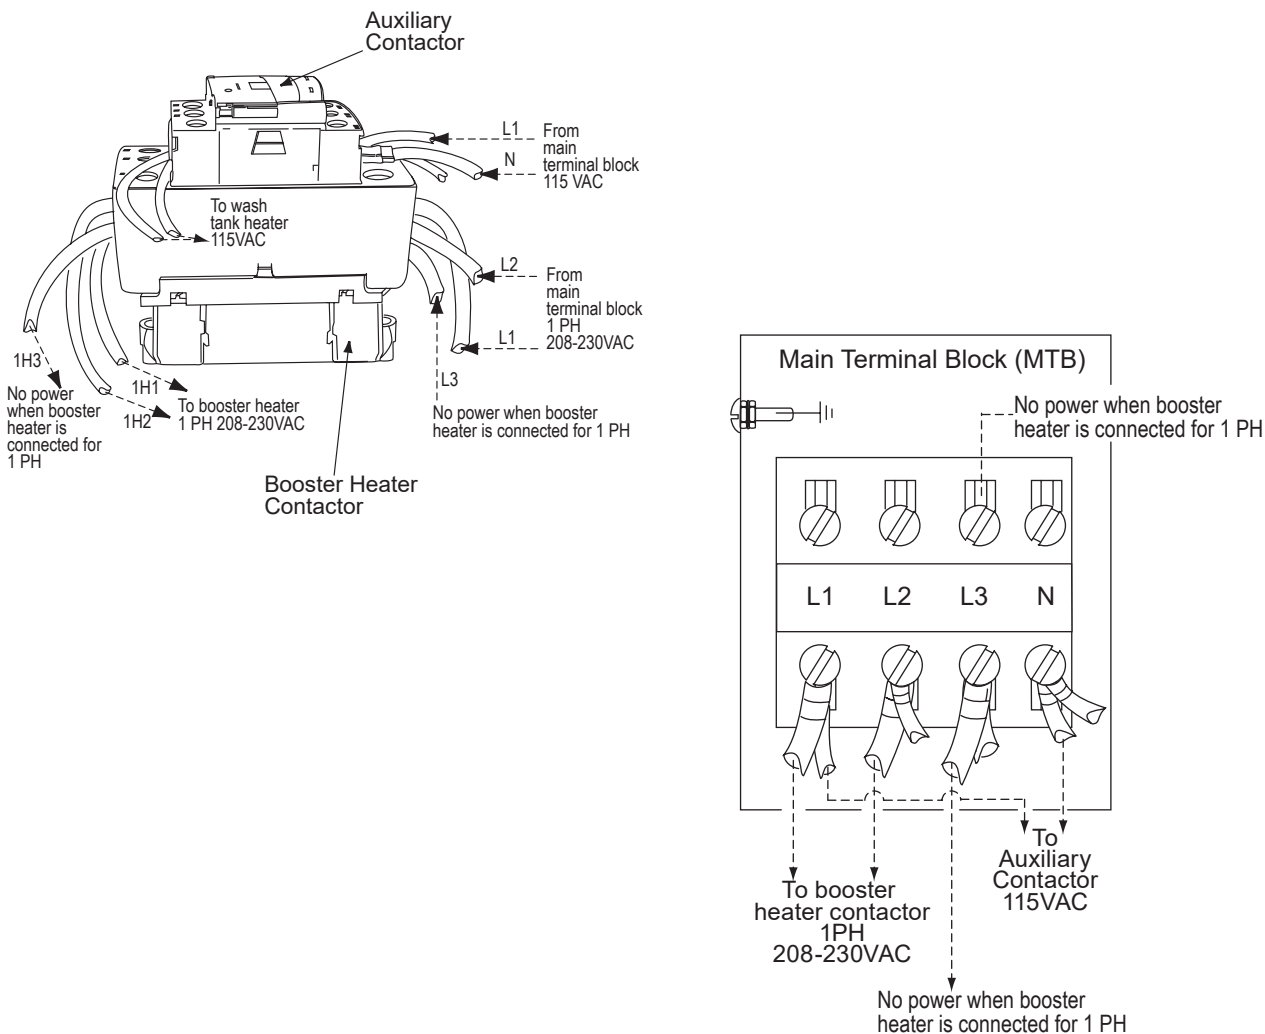 Auxiliary
Contactor
L1
From
main
terminal block
115 VAC
N
To wash
tank heater
115VAC
L2
From
main
terminal block
1 PH
208-230VAC
L1
L3
No power when booster
heater is connected for 1 PH
1H3
No power
when booster
heater is
connected for
1 PH
1H1
1H2
To booster heater
1 PH 208-230VAC
Booster Heater
Contactor
Main Terminal Block (MTB)
No power when booster
heater is connected for 1 PH
L1 L2 L3 N
To
Auxiliary
Contactor
115VAC
To booster
heater contactor
1PH
208-230VAC
No power when booster
heater is connected for 1 PH